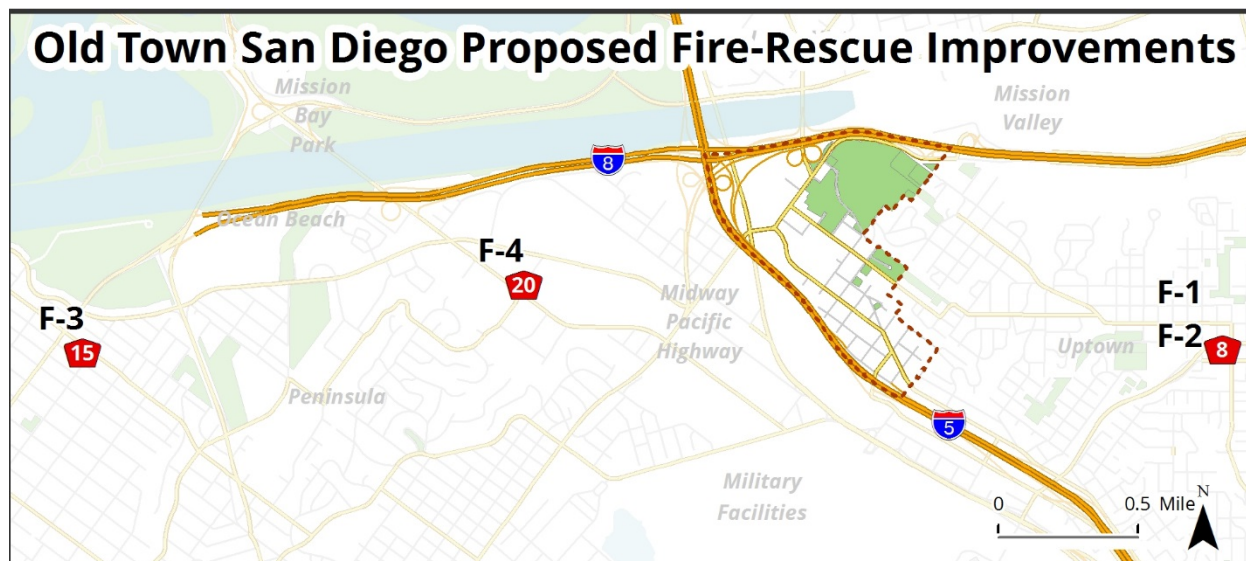 Old Town San Diego Proposed Fire-Rescue Improvements
Mission
Bay
Park
Mission
Valley
8
Ocean Beach
F-4
20
F-3
15
Midway
Pacific
Highway
F-1
F-2
8
Uptown
Peninsula
5
Military
Facilities
0 0.5 Mile
N